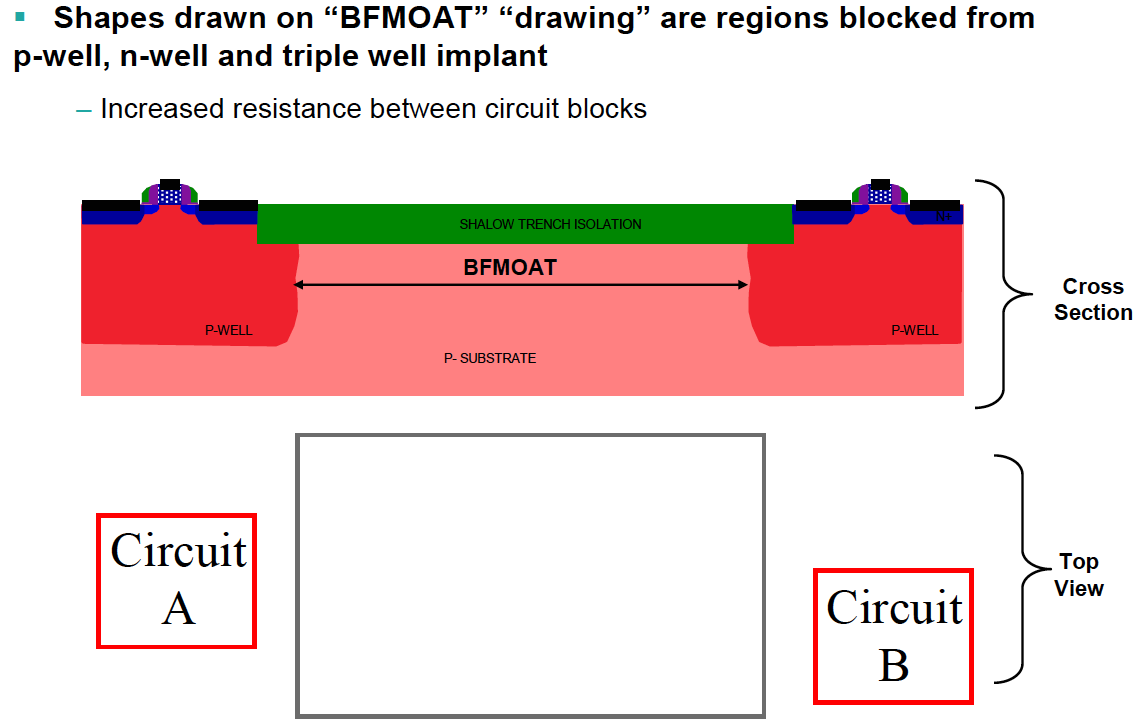 ▪ Shapes drawn on “BFMOAT” “drawing” are regions blocked from
p-well, n-well and triple well implant
– Increased resistance between circuit blocks
N+
SHALOW TRENCH ISOLATION
BFMOAT
Cross
Section
P-WELL
P-WELL
P- SUBSTRATE
Circuit
A
Top
View
Circuit
B